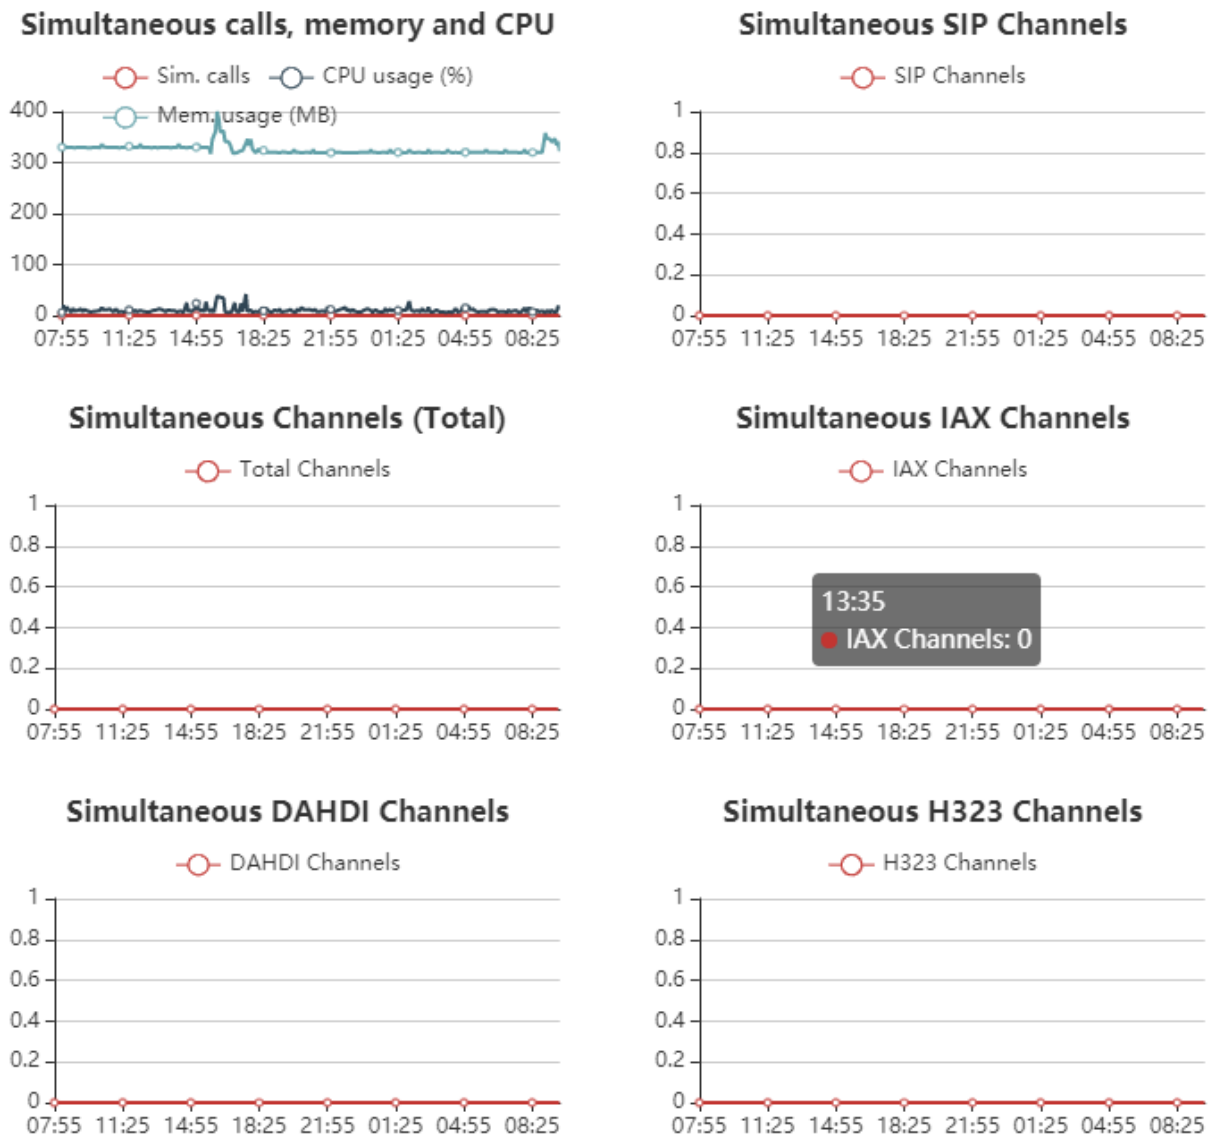 Simultaneous calls, memory and CPU
Sim. calls CPU usage (%)
Mem. usage (MB)
400
300
200
100
0
07:55 11:25 14:55 18:25 21:55 01:25 04:55 08:25
Simultaneous SIP Channels
SIP Channels
1
0.8
0.6
0.4
0.2
0
07:55 11:25 14:55 18:25 21:55 01:25 04:55 08:25
Simultaneous Channels (Total)
Total Channels
1
0.8
0.6
0.4
0.2
0
07:55 11:25 14:55 18:25 21:55 01:25 04:55 08:25
Simultaneous IAX Channels
IAX Channels
1
0.8
0.6
0.4
0.2
0
13:35
IAX Channels: 0
07:55 11:25 14:55 18:25 21:55 01:25 04:55 08:25
Simultaneous DAHDI Channels
DAHDI Channels
1
0.8
0.6
0.4
0.2
0
07:55 11:25 14:55 18:25 21:55 01:25 04:55 08:25
Simultaneous H323 Channels
H323 Channels
1
0.8
0.6
0.4
0.2
0
07:55 11:25 14:55 18:25 21:55 01:25 04:55 08:25